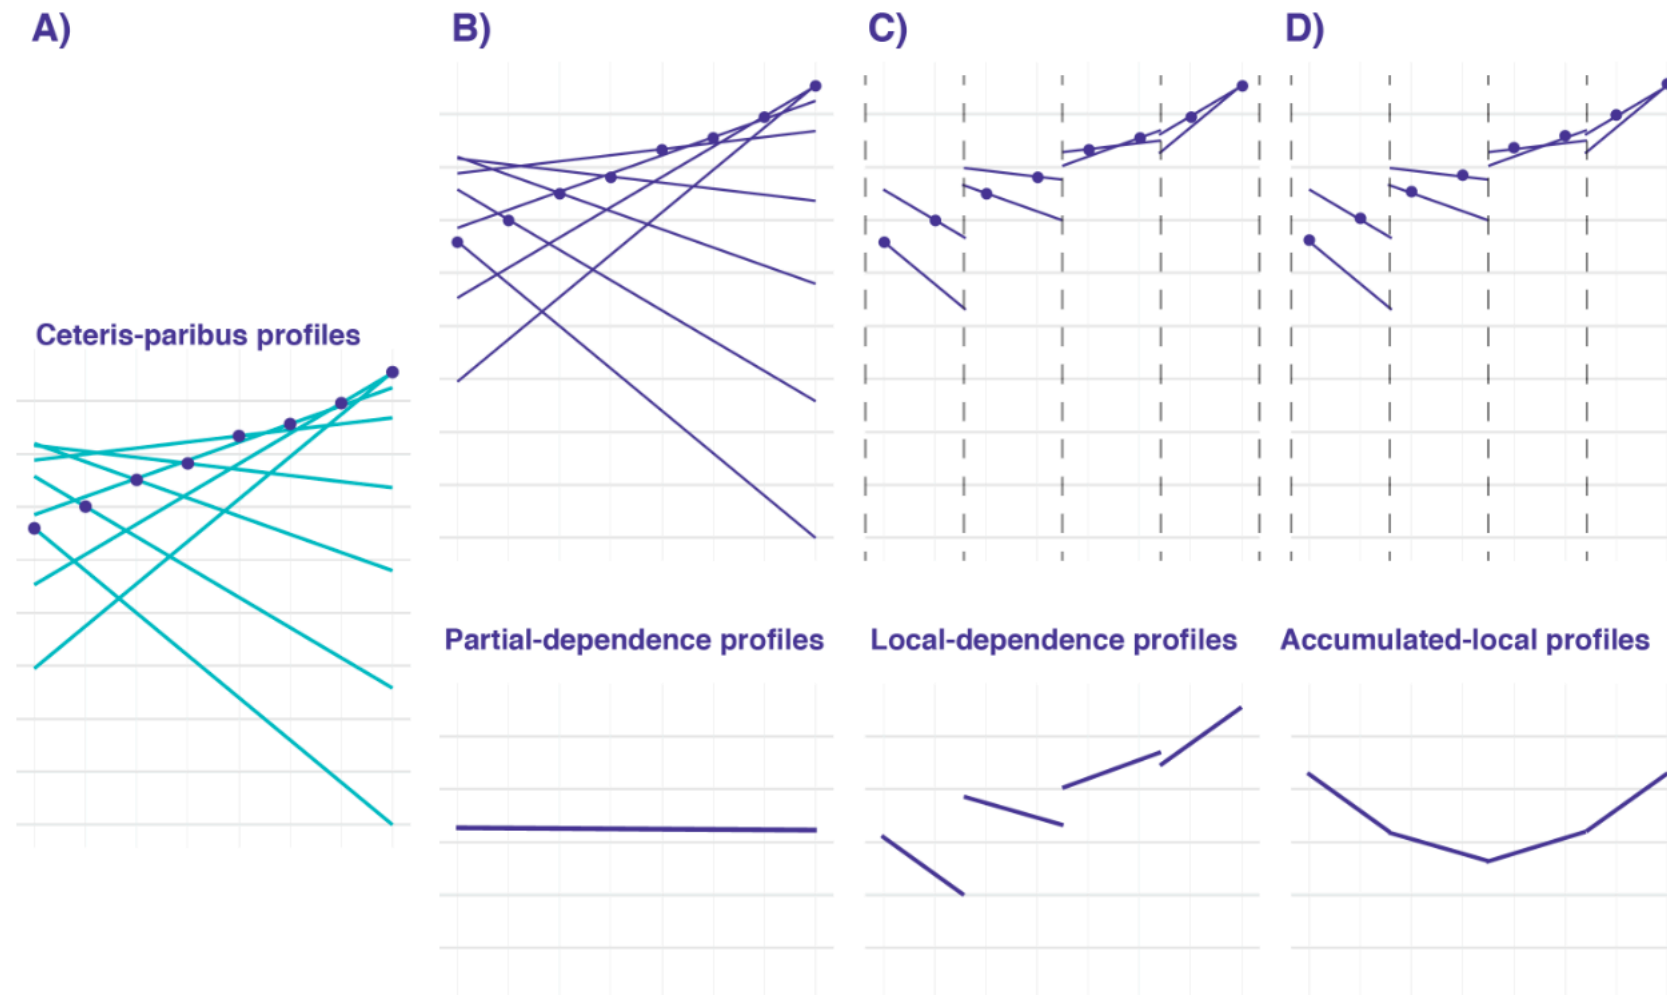 A)
B)
C)
D)
Ceteris-paribus profiles
Partial-dependence profiles
Local-dependence profiles
Accumulated-local profiles